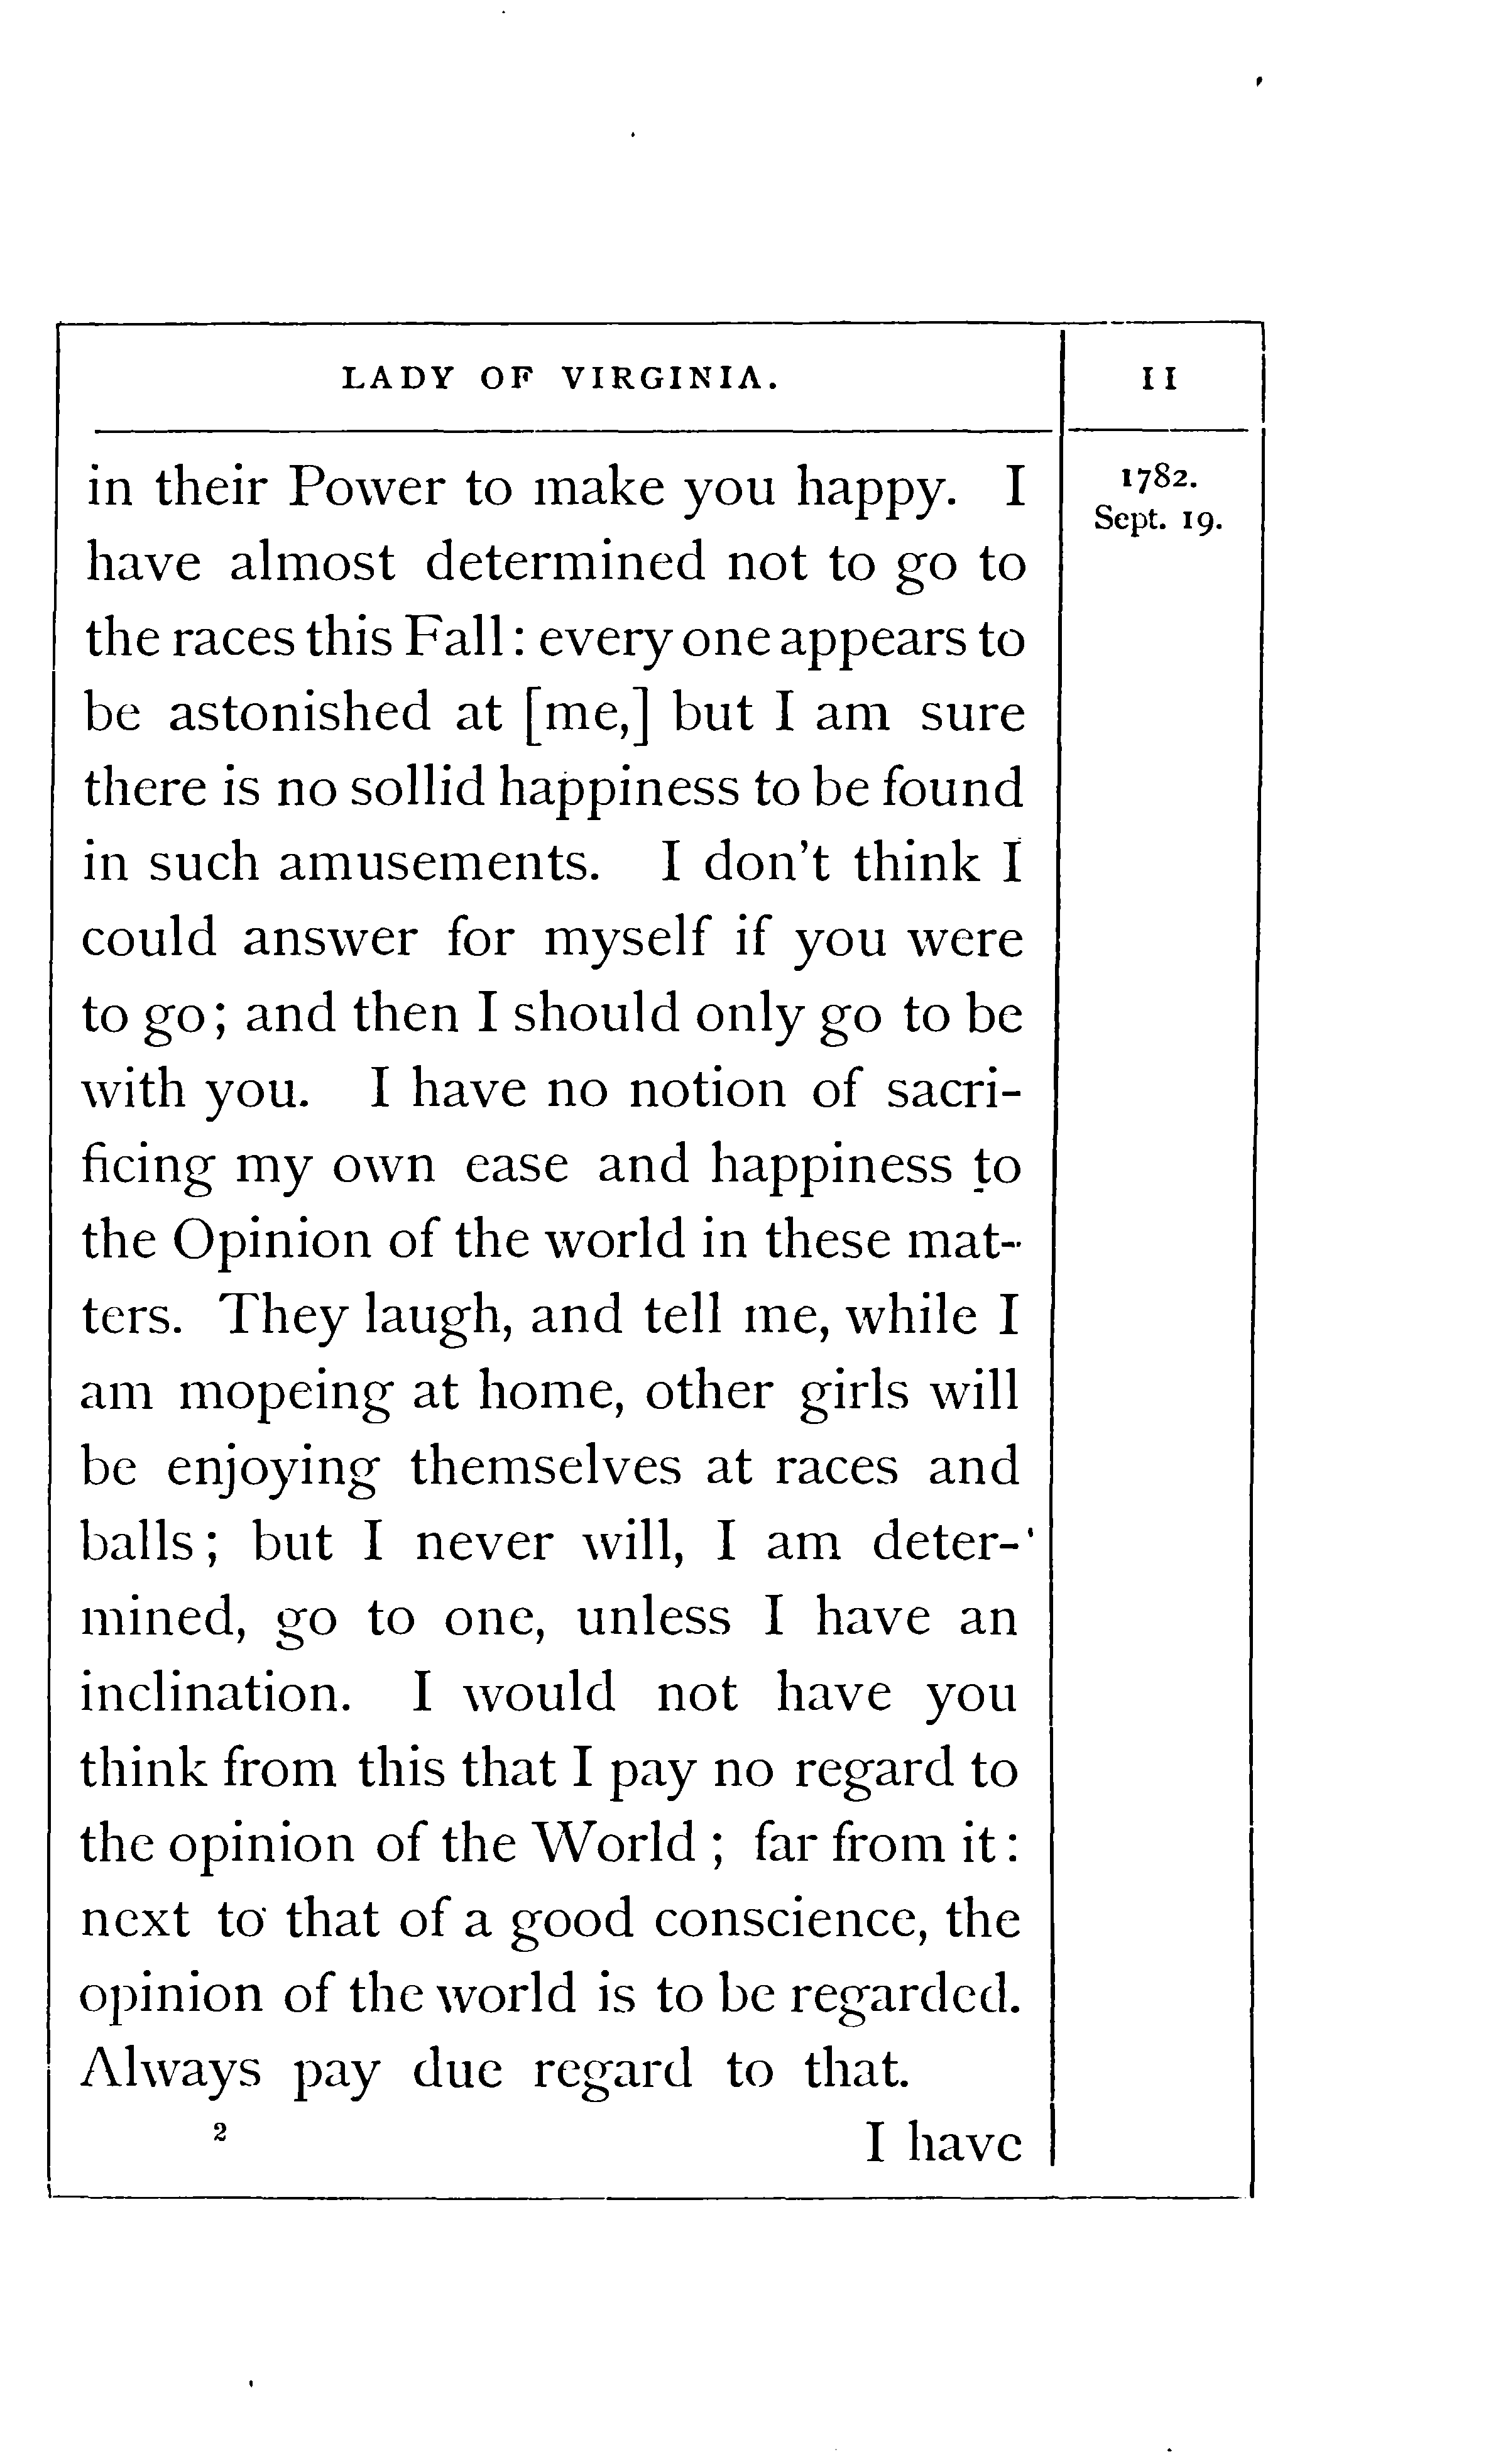 LADY OF VIRGINIA.
11
1782.
Sept. 19.
in their Power to make you happy. I
have almost determined not to go to
the races this Fall: every one appears to
be astonished at [me,] but I am sure
there is no sollid happiness to be found
in such amusements. I don't think I
could answer for myself if you were
to go; and then I should only go to be
with you. I have no notion of sacri-
ficing my own ease and happiness to
the Opinion of the world in these mat-
ters. They laugh, and tell me, while I
am mopeing at home, other girls will
be enjoying themselves at races and
balls; but I never will, I am deter-
mined, go to one, unless I have an
inclination. I would not have you
think from this that I pay no regard to
the opinion of the World; far from it:
next to that of a good conscience, the
opinion of the world is to be regarded.
Always pay due regard to that.
2
I have